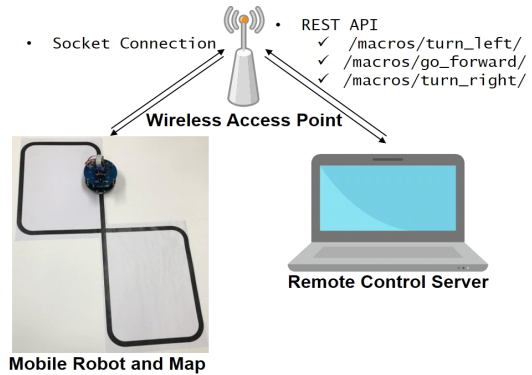 • Socket Connection
• REST API
✓ /macros/turn_left/
✓ /macros/go_forward/
✓ /macros/turn_right/
Wireless Access Point
Remote Control Server
Mobile Robot and Map